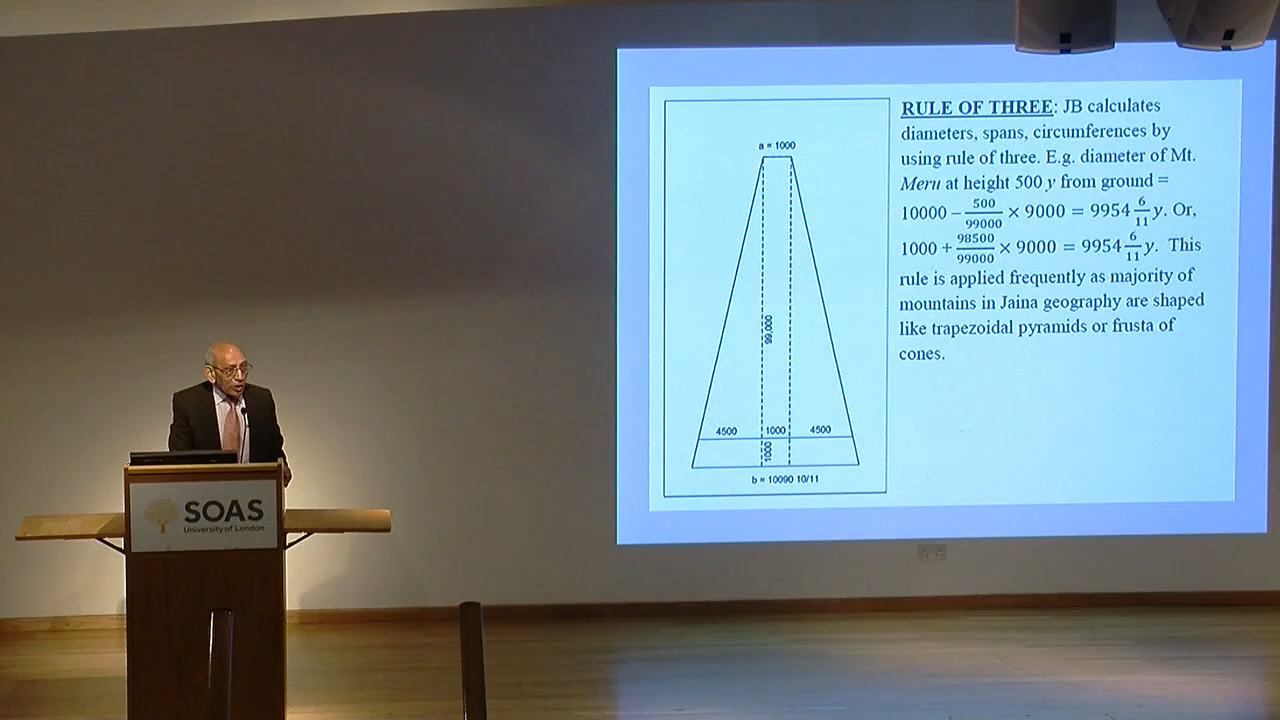 a = 1000
99.000
4500 1000 4500
1000
b = 10090 10/11
RULE OF THREE: JB calculates
diameters, spans, circumferences by
using rule of three. E.g. diameter of Mt.
Meru at height 500 y from ground =
10000 − 500/99000 × 9000 = 9954 6/11 y. Or,
1000 + 98500/99000 × 9000 = 9954 6/11 y. This
rule is applied frequently as majority of
mountains in Jaina geography are shaped
like trapezoidal pyramids or frusta of
cones.
SOAS
University of London